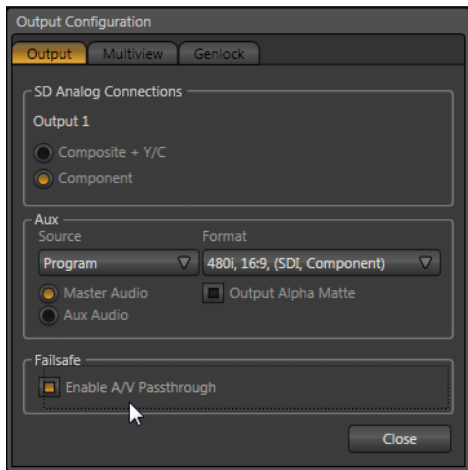 Output Configuration
Output Multiview Genlock
SD Analog Connections
Output 1
Composite + Y/C
Component
Aux
Source Format
Program 480i, 16:9, (SDI, Component)
Master Audio Output Alpha Matte
Aux Audio
Failsafe
Enable A/V Passthrough
Close